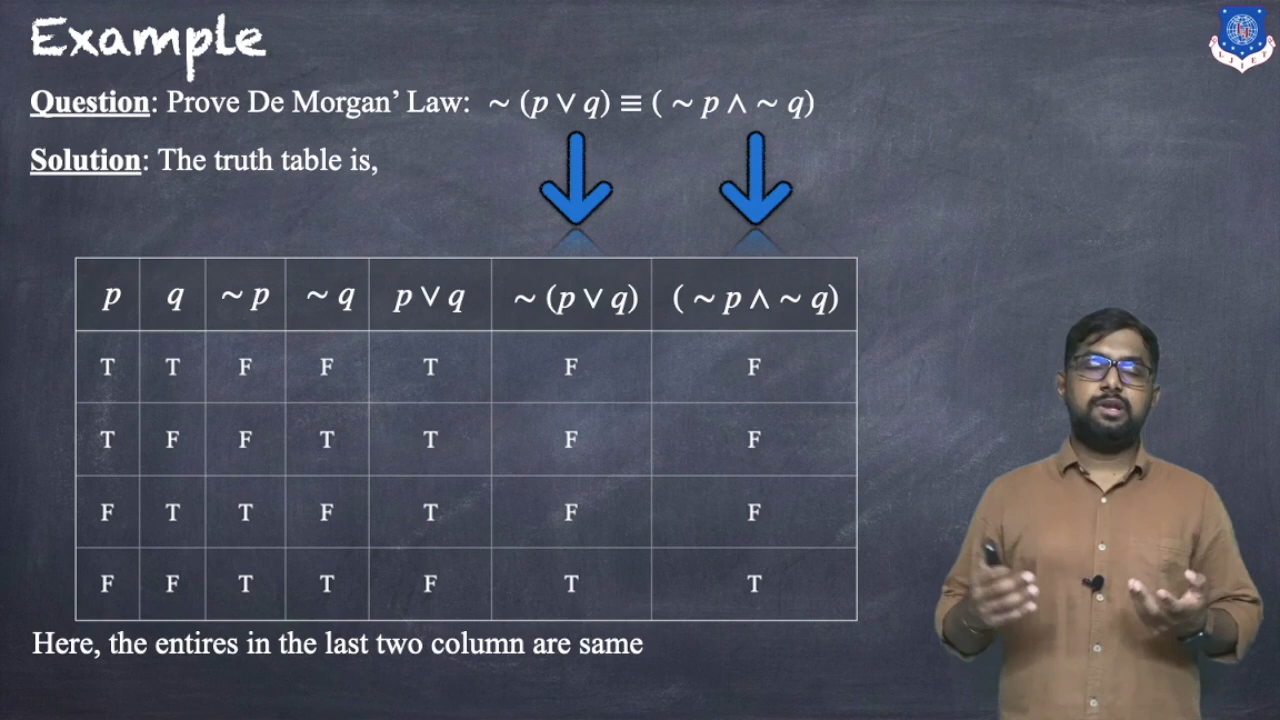 Example
Question: Prove De Morgan’ Law: ~ (p ∨ q) ≡ ( ~ p ∧ ~ q)
Solution: The truth table is,
p q ~ p ~ q p ∨ q ~ (p ∨ q) ( ~ p ∧ ~ q)
T T F F T F F
T F F T T F F
F T T F T F F
F F T T F T T
Here, the entires in the last two column are same